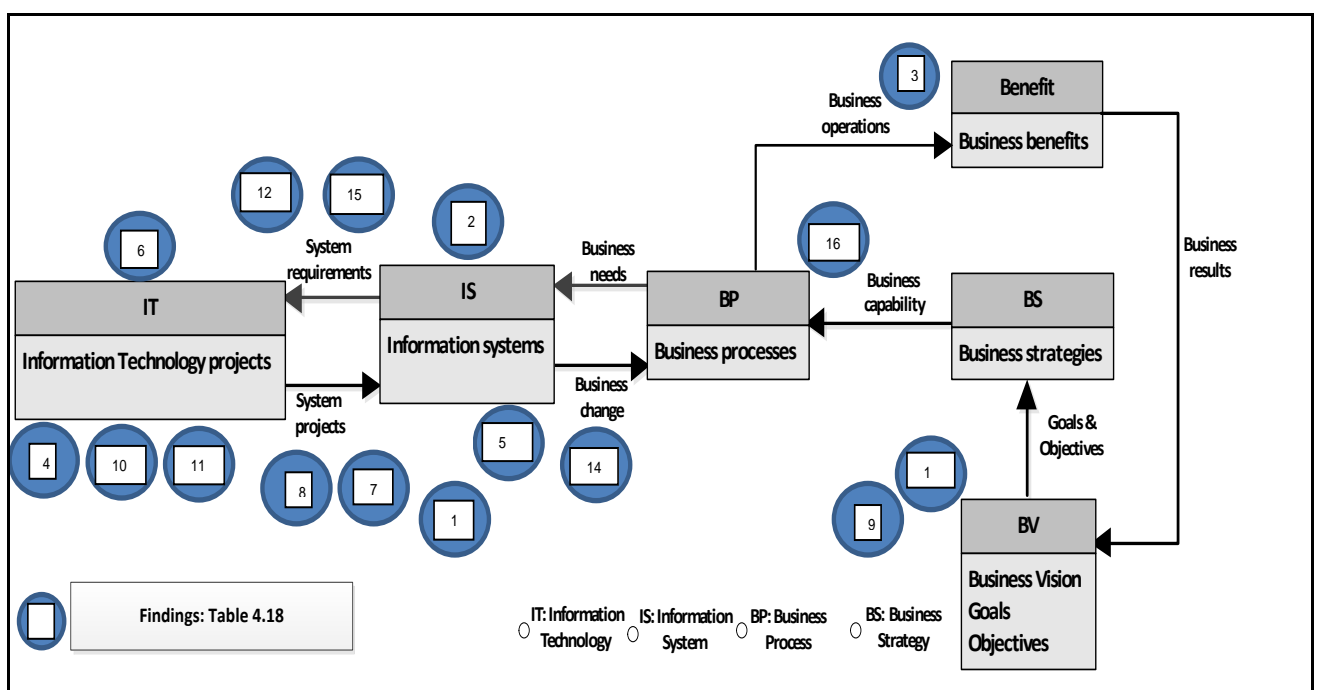 3
Benefit
Business benefits
Business
operations
12
15
2
6
16
System
requirements
Business
needs
Business
capability
Business
results
IT
Information Technology projects
IS
Information systems
BP
Business processes
BS
Business strategies
System
projects
Business
change
Goals &
Objectives
4
10
11
8
7
1
5
14
1
9
BV
Business Vision
Goals
Objectives
Findings: Table 4.18
IT: Information
Technology
IS: Information
System
BP: Business
Process
BS: Business
Strategy